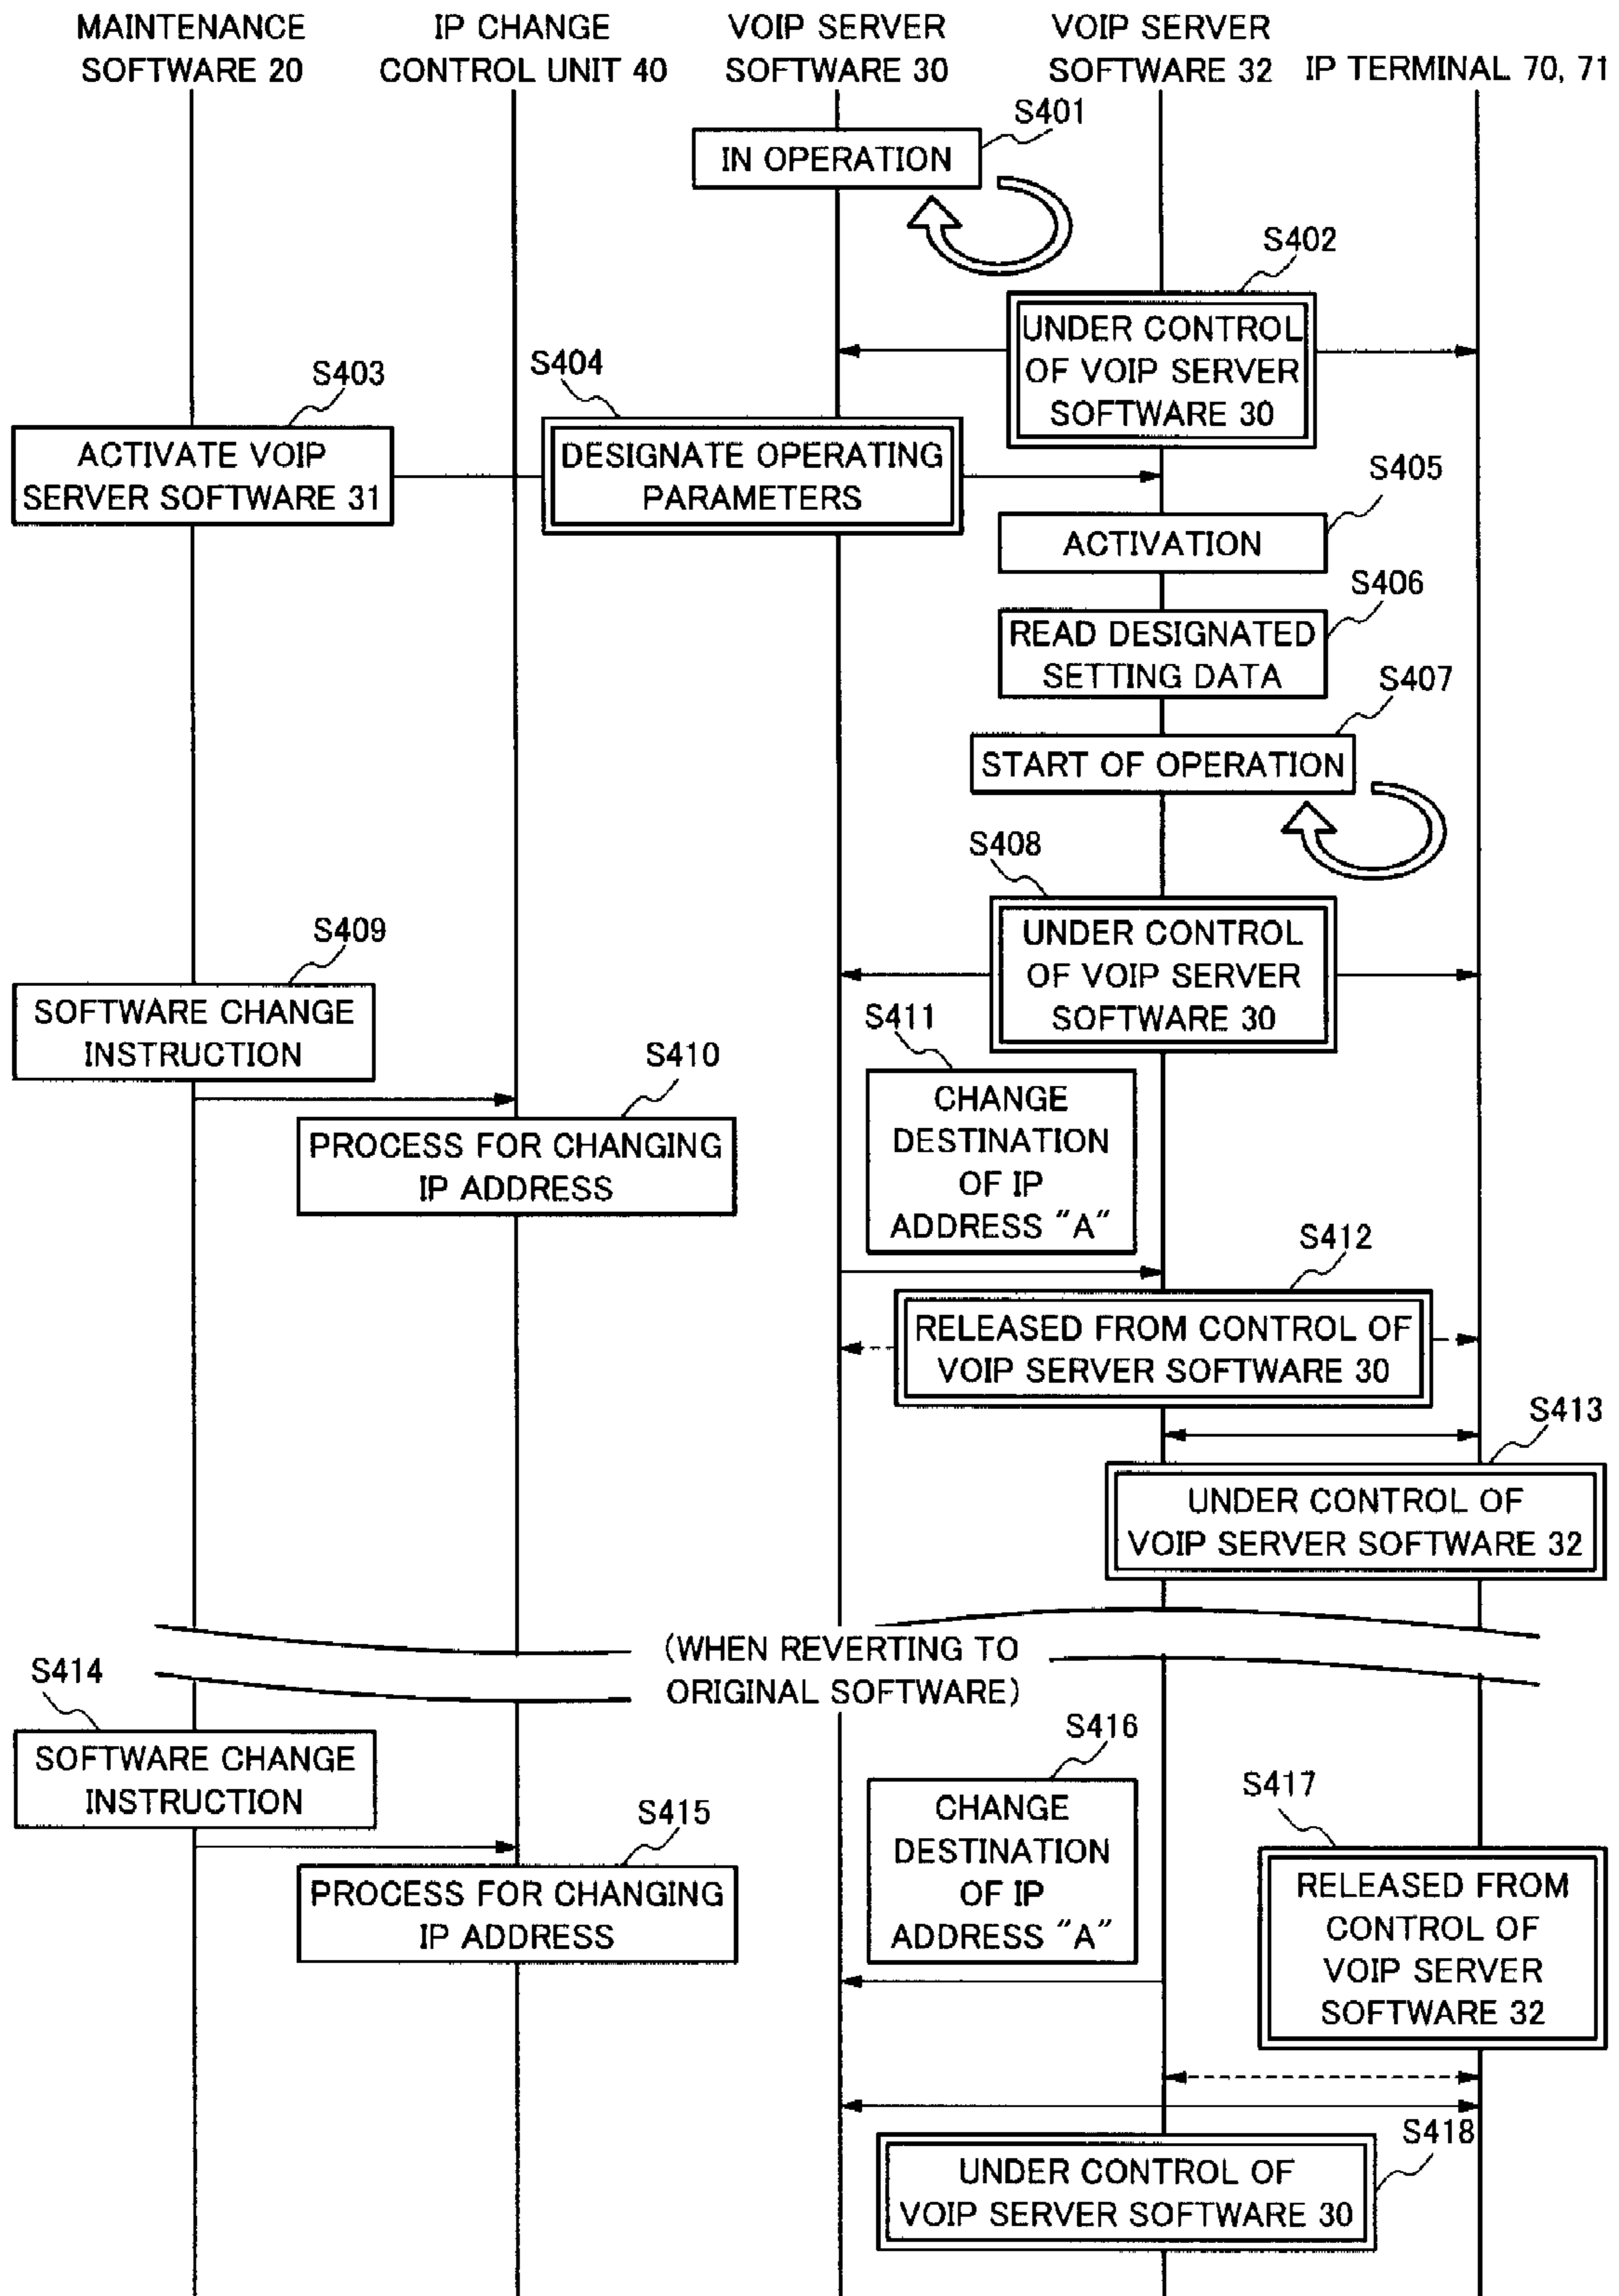 MAINTENANCE
SOFTWARE 20
IP CHANGE
CONTROL UNIT 40
VOIP SERVER
SOFTWARE 30
VOIP SERVER
SOFTWARE 32
IP TERMINAL 70, 71
S401
IN OPERATION
S402
UNDER CONTROL
OF VOIP SERVER
SOFTWARE 30
S403
ACTIVATE VOIP
SERVER SOFTWARE 31
S404
DESIGNATE OPERATING
PARAMETERS
S405
ACTIVATION
S406
READ DESIGNATED
SETTING DATA
S407
START OF OPERATION
S408
UNDER CONTROL
OF VOIP SERVER
SOFTWARE 30
S409
SOFTWARE CHANGE
INSTRUCTION
S410
PROCESS FOR CHANGING
IP ADDRESS
S411
CHANGE
DESTINATION
OF IP
ADDRESS "A"
S412
RELEASED FROM CONTROL OF
VOIP SERVER SOFTWARE 30
S413
UNDER CONTROL OF
VOIP SERVER SOFTWARE 32
(WHEN REVERTING TO
ORIGINAL SOFTWARE)
S414
SOFTWARE CHANGE
INSTRUCTION
S415
PROCESS FOR CHANGING
IP ADDRESS
S416
CHANGE
DESTINATION
OF IP
ADDRESS "A"
S417
RELEASED FROM
CONTROL OF
VOIP SERVER
SOFTWARE 32
S418
UNDER CONTROL OF
VOIP SERVER SOFTWARE 30